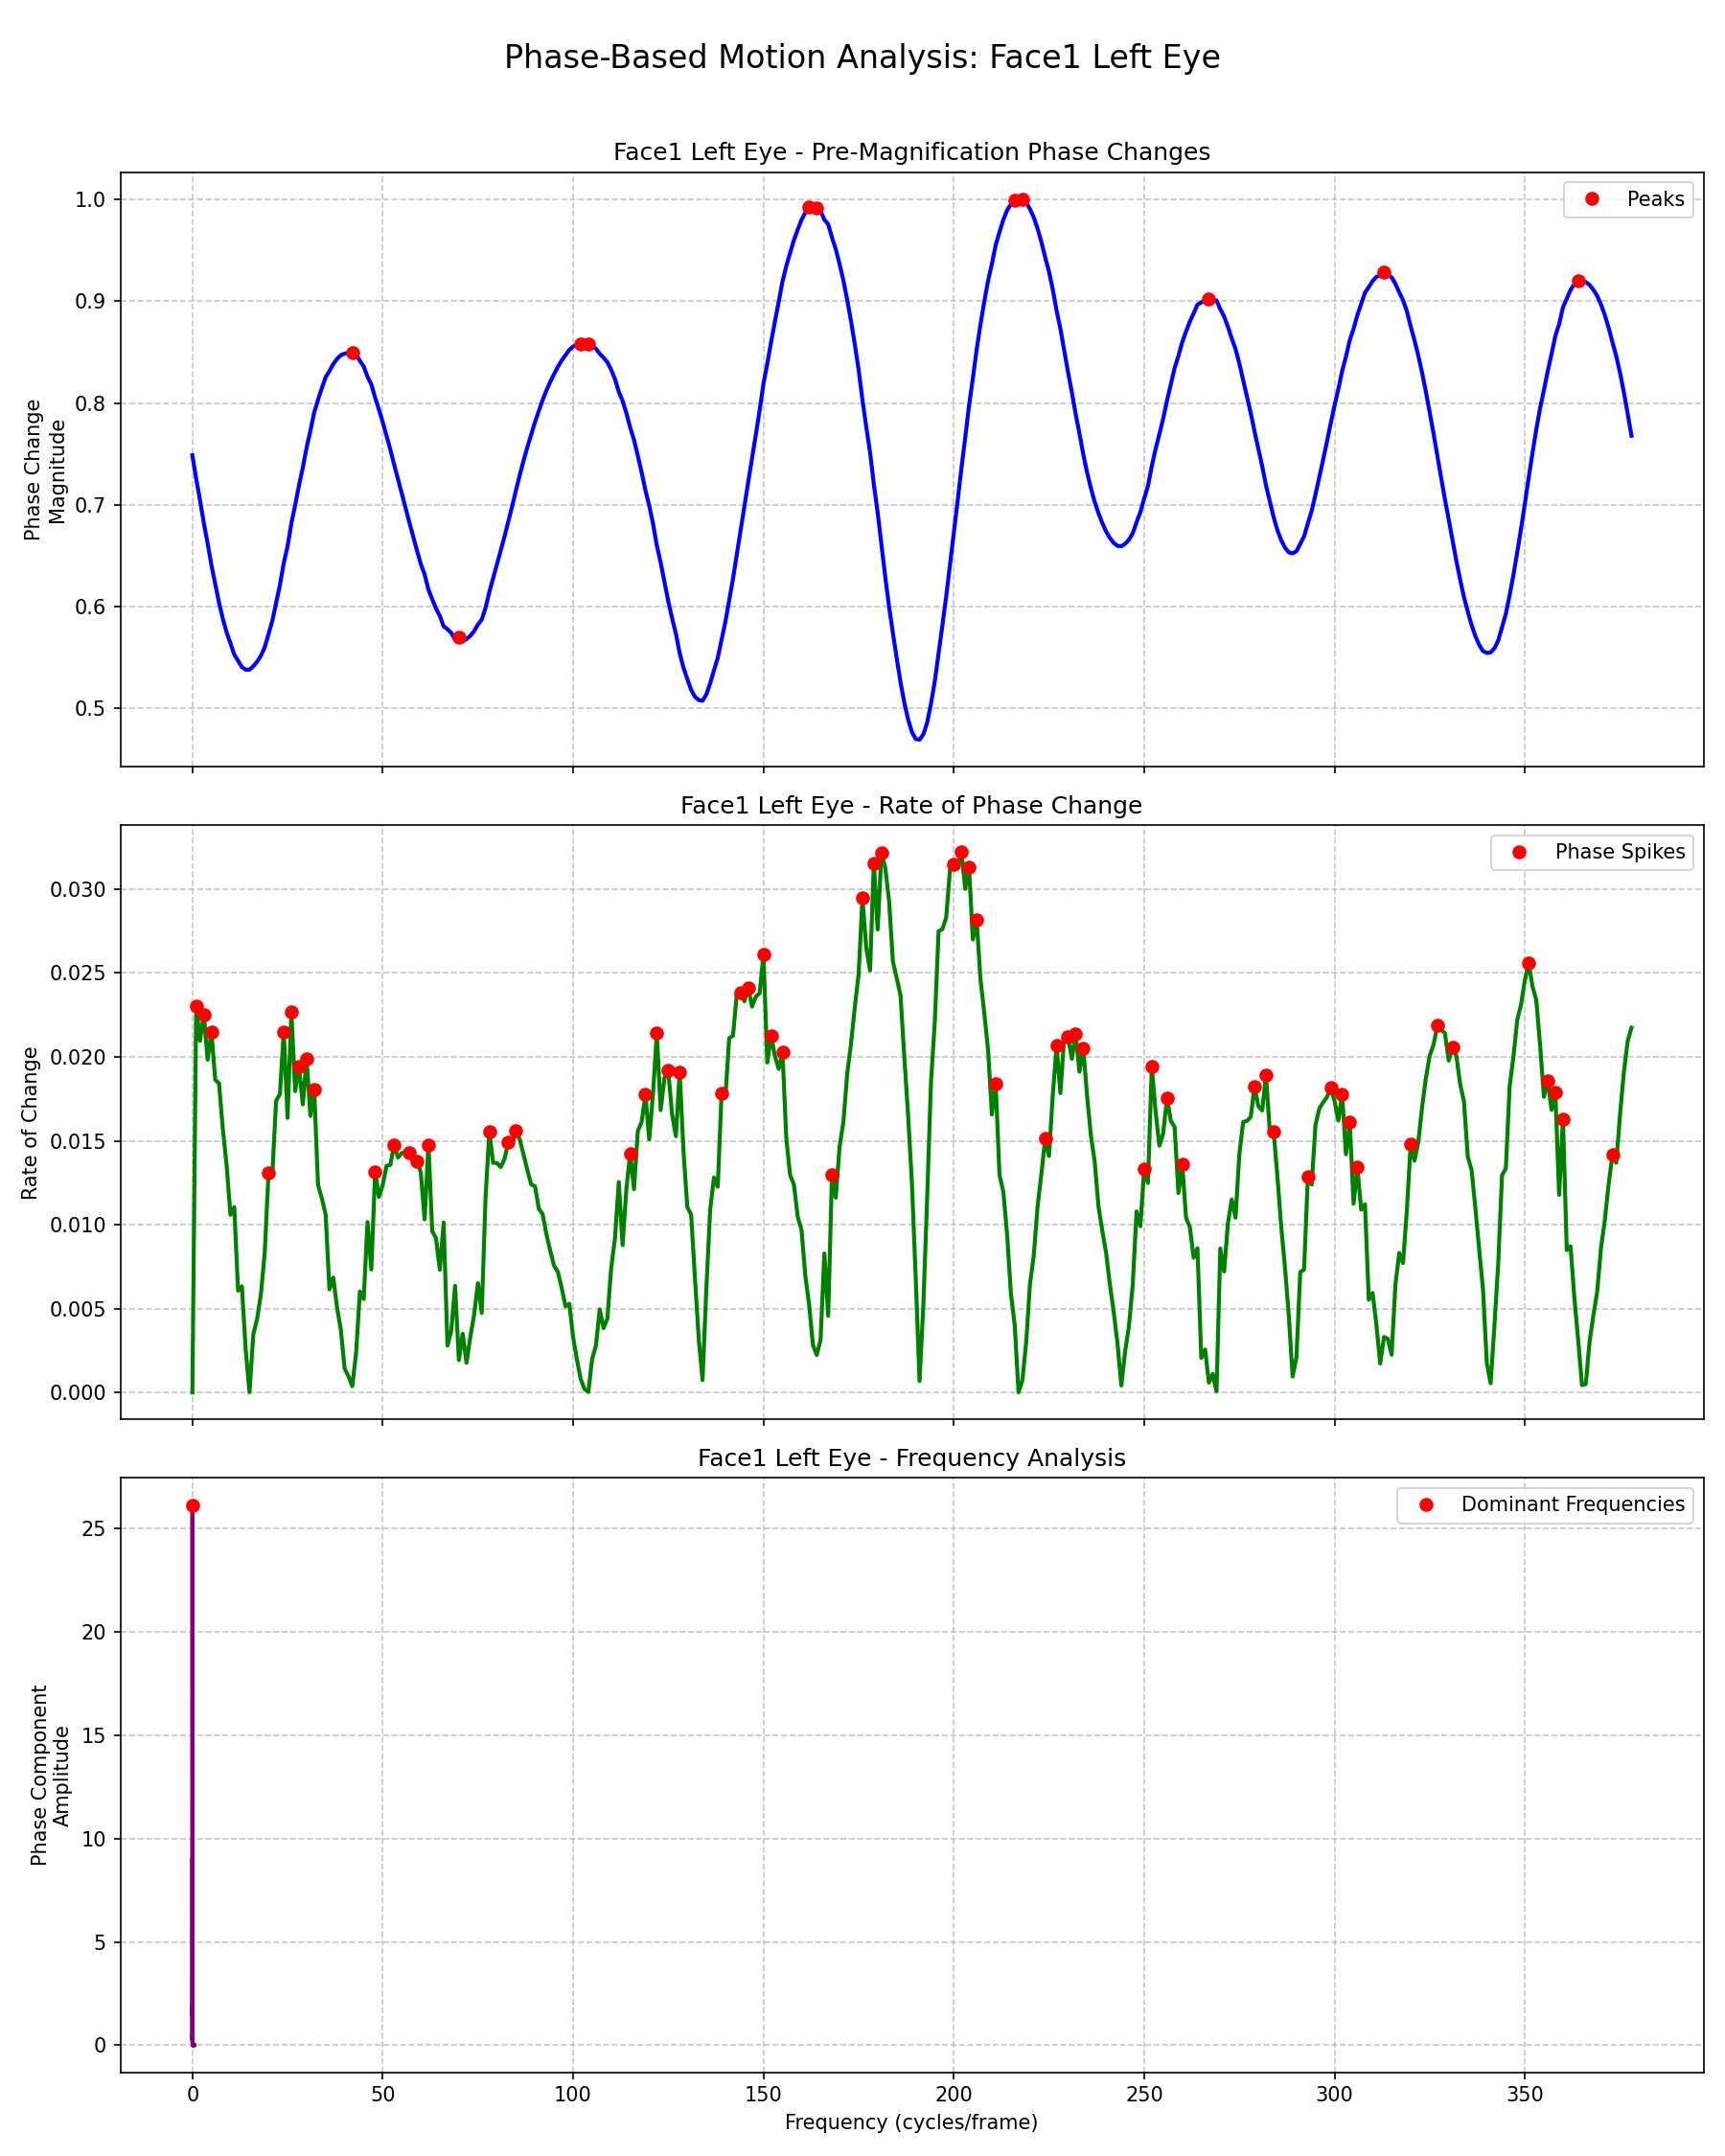 Phase-Based Motion Analysis: Face1 Left Eye
Face1 Left Eye - Pre-Magnification Phase Changes
Peaks
Phase Change
Magnitude
1.0
0.9
0.8
0.7
0.6
0.5
Face1 Left Eye - Rate of Phase Change
Phase Spikes
Rate of Change
0.030
0.025
0.020
0.015
0.010
0.005
0.000
Face1 Left Eye - Frequency Analysis
Dominant Frequencies
Phase Component
Amplitude
25
20
15
10
5
0
0 50 100 150 200 250 300 350
Frequency (cycles/frame)